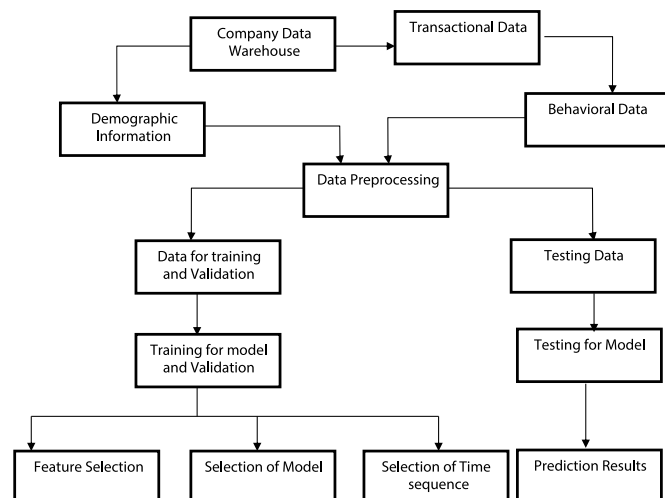 Company Data
Warehouse
Transactional Data
Demographic
Information
Behavioral Data
Data Preprocessing
Data for training
and Validation
Testing Data
Training for model
and Validation
Testing for Model
Feature Selection
Selection of Model
Selection of Time
sequence
Prediction Results